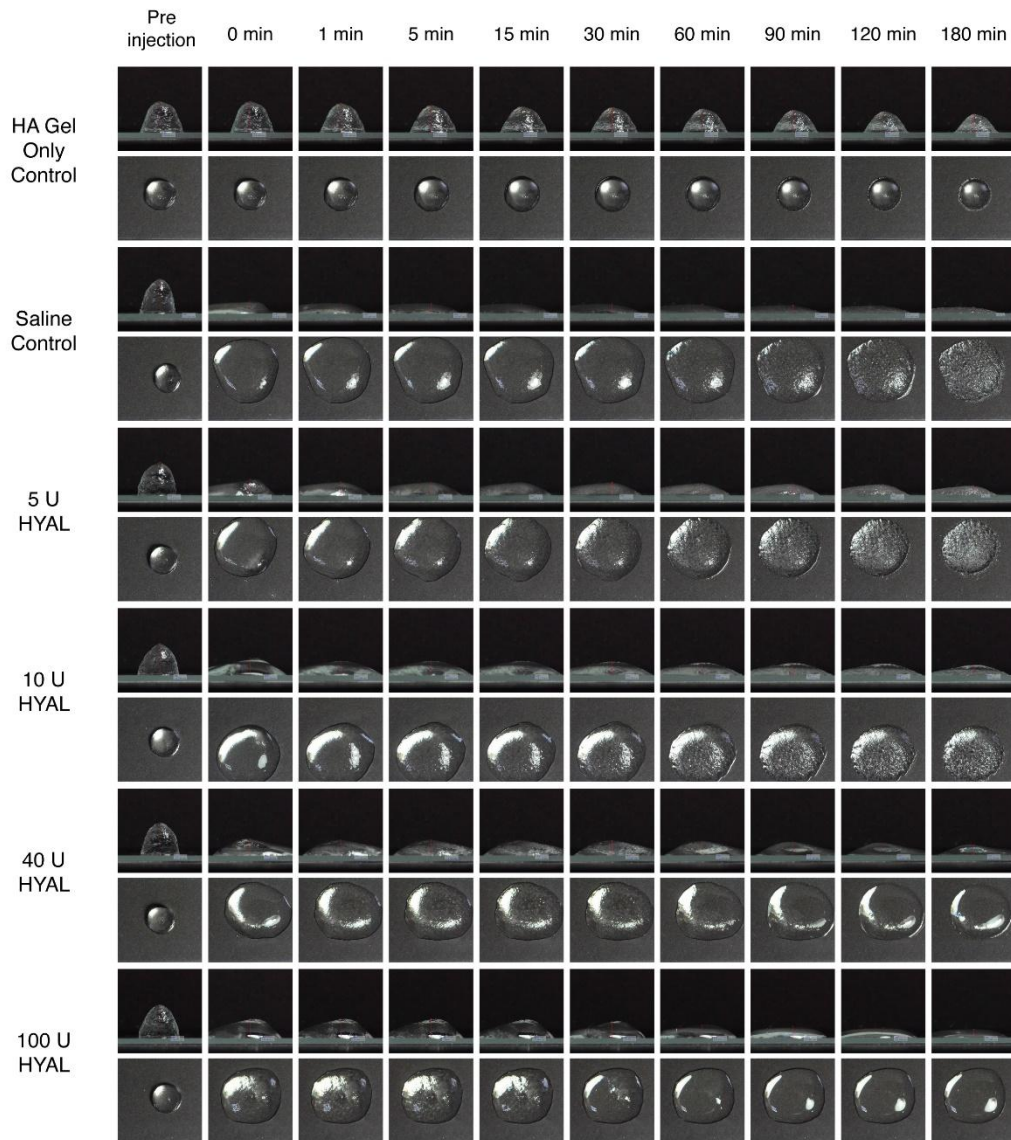 Pre
injection
0 min
1 min
5 min
15 min
30 min
60 min
90 min
120 min
180 min
HA Gel
Only
Control
Saline
Control
5 U
HYAL
10 U
HYAL
40 U
HYAL
100 U
HYAL